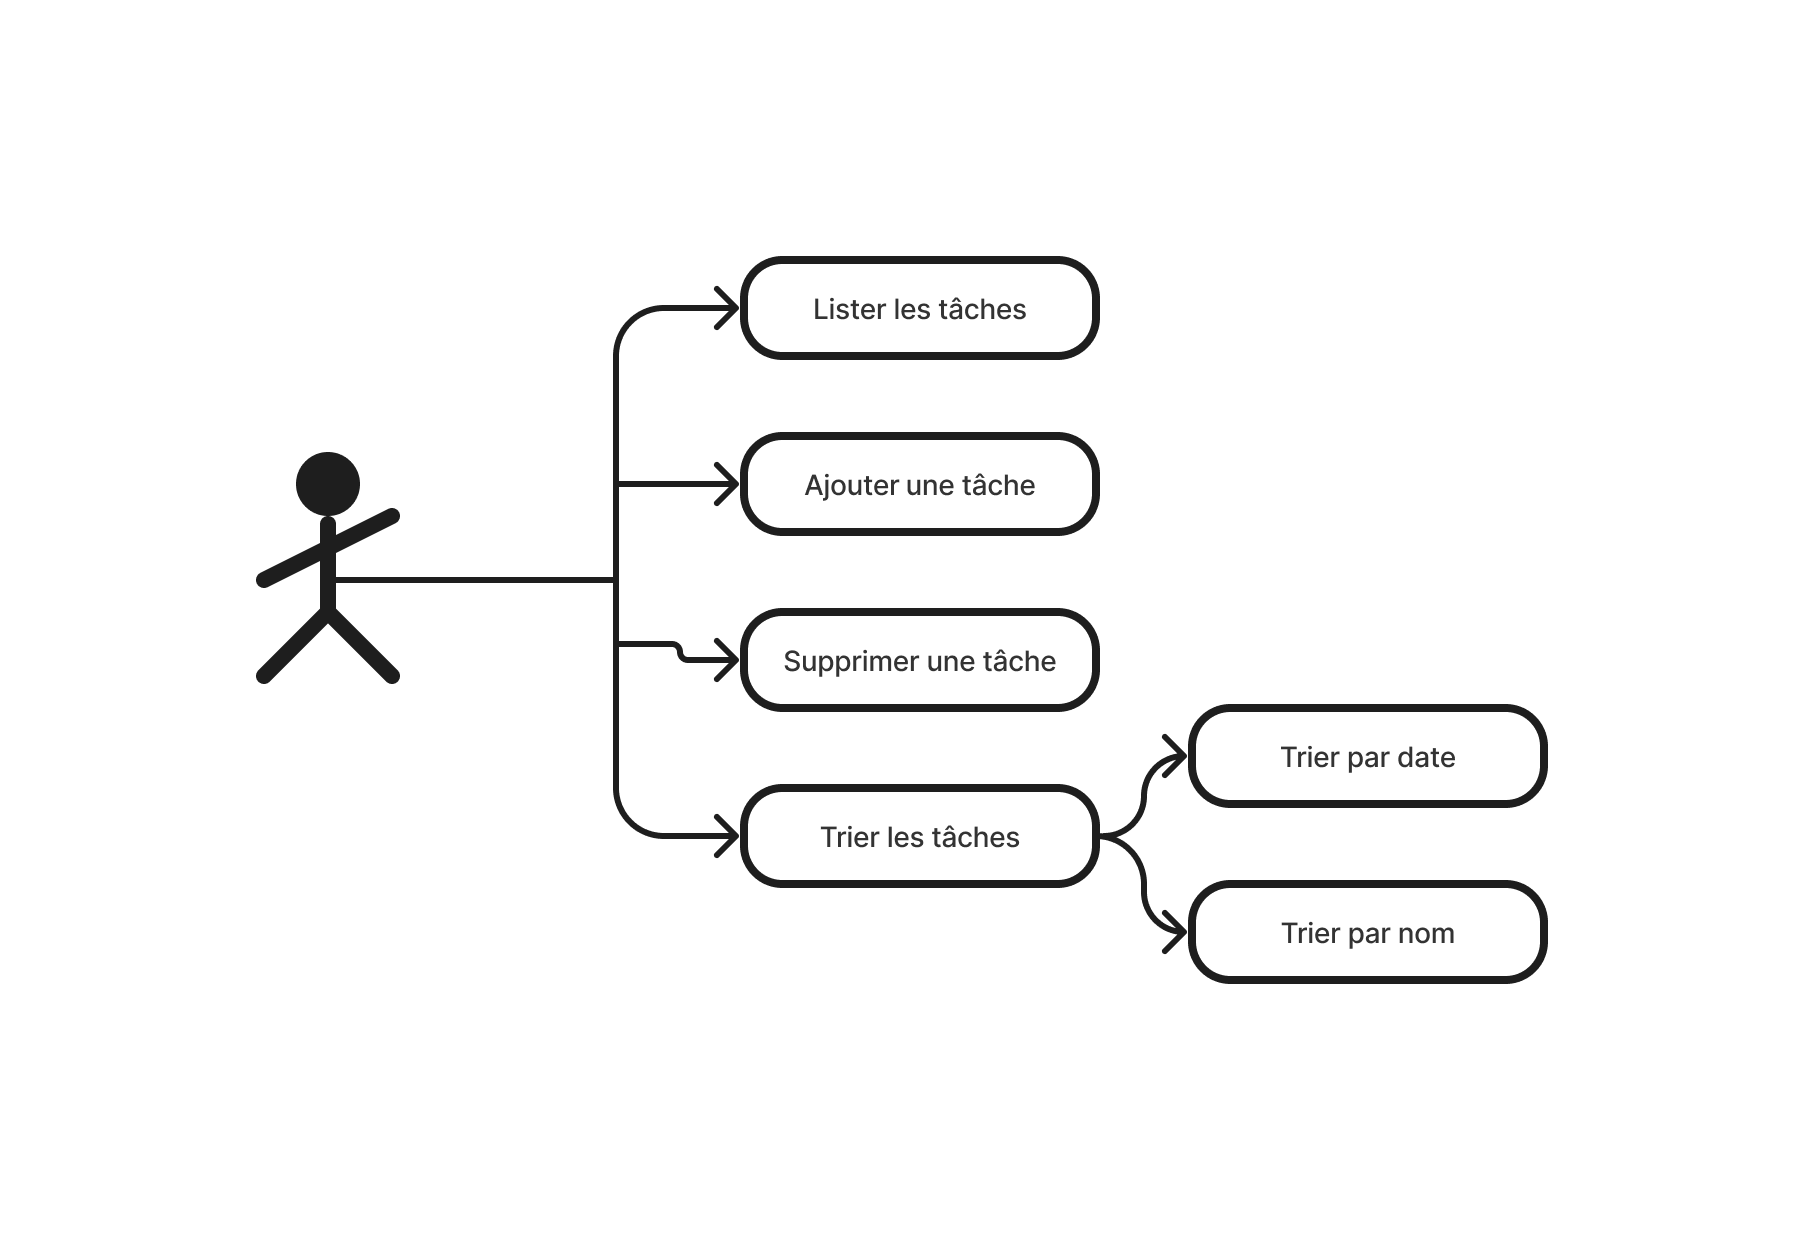 Lister les tâches
Ajouter une tâche
Supprimer une tâche
Trier les tâches
Trier par date
Trier par nom